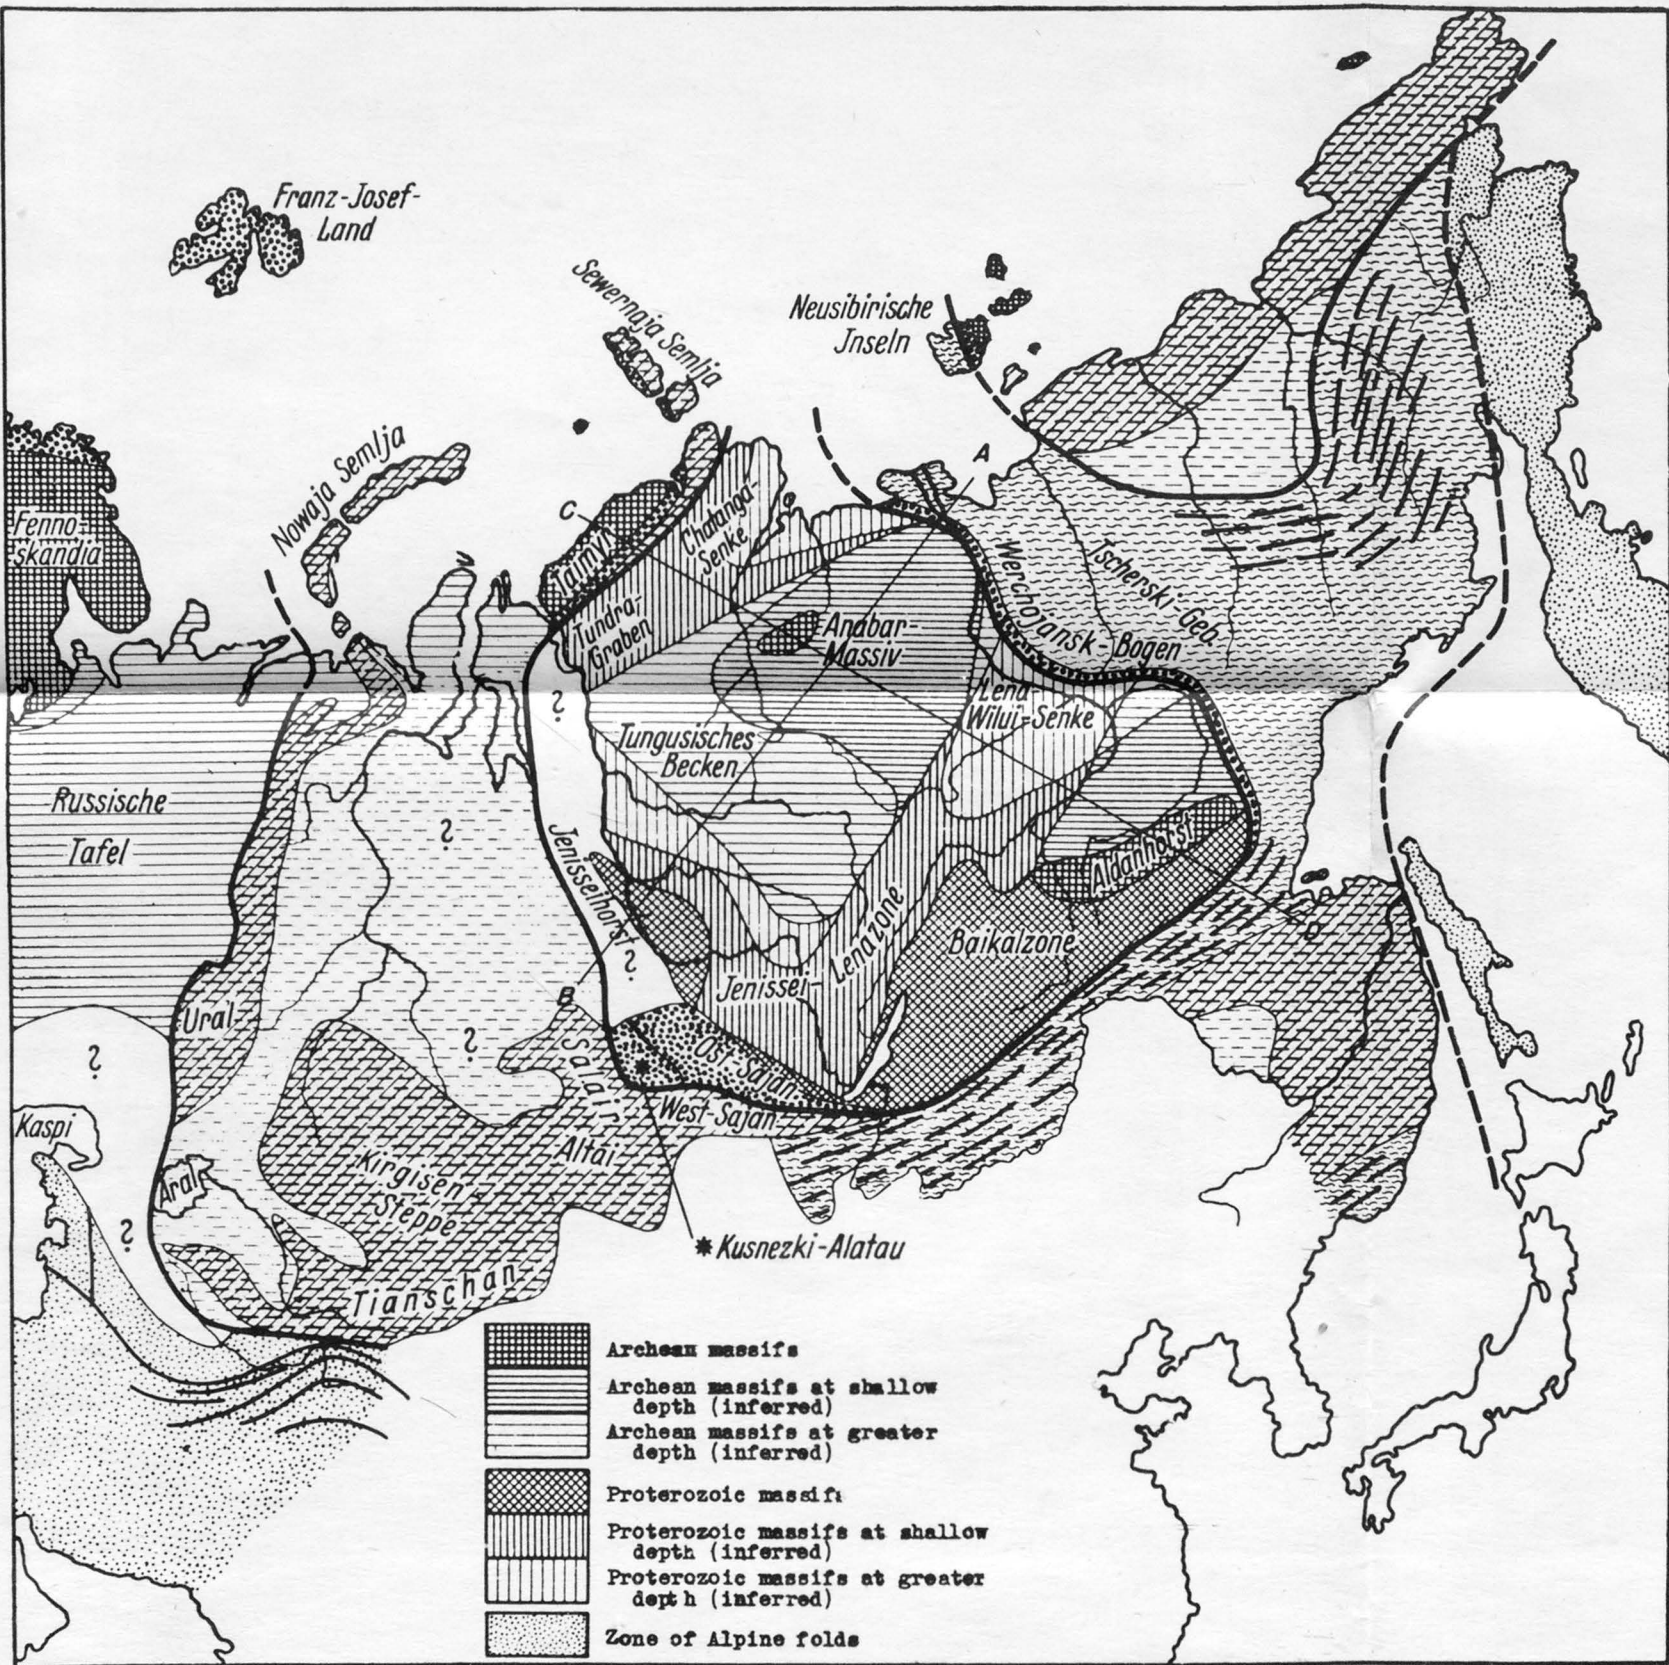 Franz-Josef-
Land
Sewernaja Semlja
Neusibirische
Jnseln
Nowaja Semlja
A
C
Fenno-
skandia
Taimyr
Chatanga-
Senke
Tundra-
Graben
Werchojansk-Bogen
Tscherski-Geb.
Anabar-
Massiv
?
Lena-
Wilui-Senke
Tungusisches
Becken
Russische
Tafel
?
Jenisseihorst
?
Aldanhorst
Baikalzone
D
Jenissei-
Lenazone
B
Ural
?
?
Salair
Ost-Sajan
*
West-Sajan
Kaspi
Altai
Aral
Kirgisen-
Steppe
?
*Kusnezki-Alatau
Tianschan
Archean massifs
Archean massifs at shallow
depth (inferred)
Archean massifs at greater
depth (inferred)
Proterozoic massifs
Proterozoic massifs at shallow
depth (inferred)
Proterozoic massifs at greater
depth (inferred)
Zone of Alpine folds